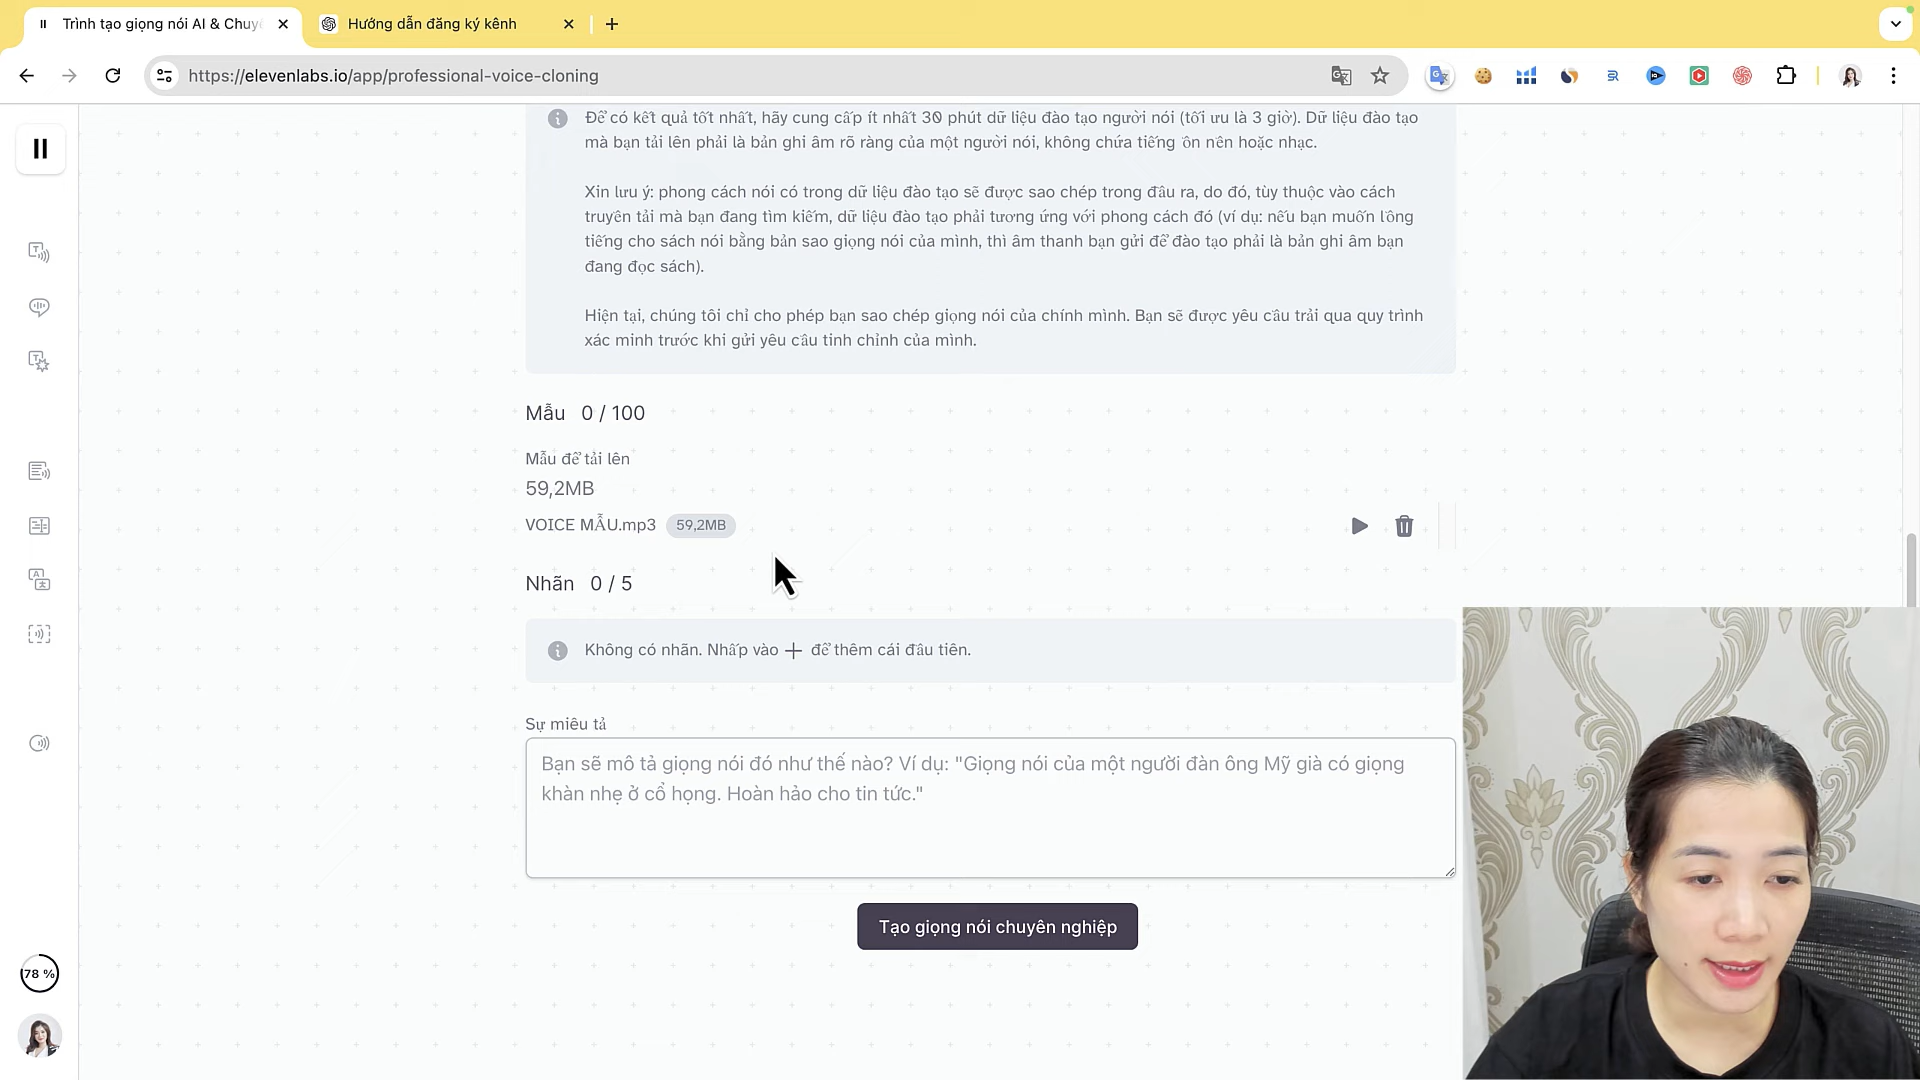 Trình tạo giọng nói AI & Chuyể
Hướng dẫn đăng ký kênh
https://elevenlabs.io/app/professional-voice-cloning
Để có kết quả tốt nhất, hãy cung cấp ít nhất 30 phút dữ liệu đào tạo người nói (tối ưu là 3 giờ). Dữ liệu đào tạo
mà bạn tải lên phải là bản ghi âm rõ ràng của một người nói, không chứa tiếng ồn nền hoặc nhạc.
Xin lưu ý: phong cách nói có trong dữ liệu đào tạo sẽ được sao chép trong đầu ra, do đó, tùy thuộc vào cách
truyền tải mà bạn đang tìm kiếm, dữ liệu đào tạo phải tương ứng với phong cách đó (ví dụ: nếu bạn muốn lồng
tiếng cho sách nói bằng bản sao giọng nói của mình, thì âm thanh bạn gửi để đào tạo phải là bản ghi âm bạn
đang đọc sách).
Hiện tại, chúng tôi chỉ cho phép bạn sao chép giọng nói của chính mình. Bạn sẽ được yêu cầu trải qua quy trình
xác minh trước khi gửi yêu cầu tinh chỉnh của mình.
Mẫu 0 / 100
Mẫu để tải lên
59,2MB
VOICE MẪU.mp3 59,2MB
Nhãn 0 / 5
Không có nhãn. Nhấp vào + để thêm cái đầu tiên.
Sự miêu tả
Bạn sẽ mô tả giọng nói đó như thế nào? Ví dụ: "Giọng nói của một người đàn ông Mỹ già có giọng
khàn nhẹ ở cổ họng. Hoàn hảo cho tin tức."
Tạo giọng nói chuyên nghiệp
78 %